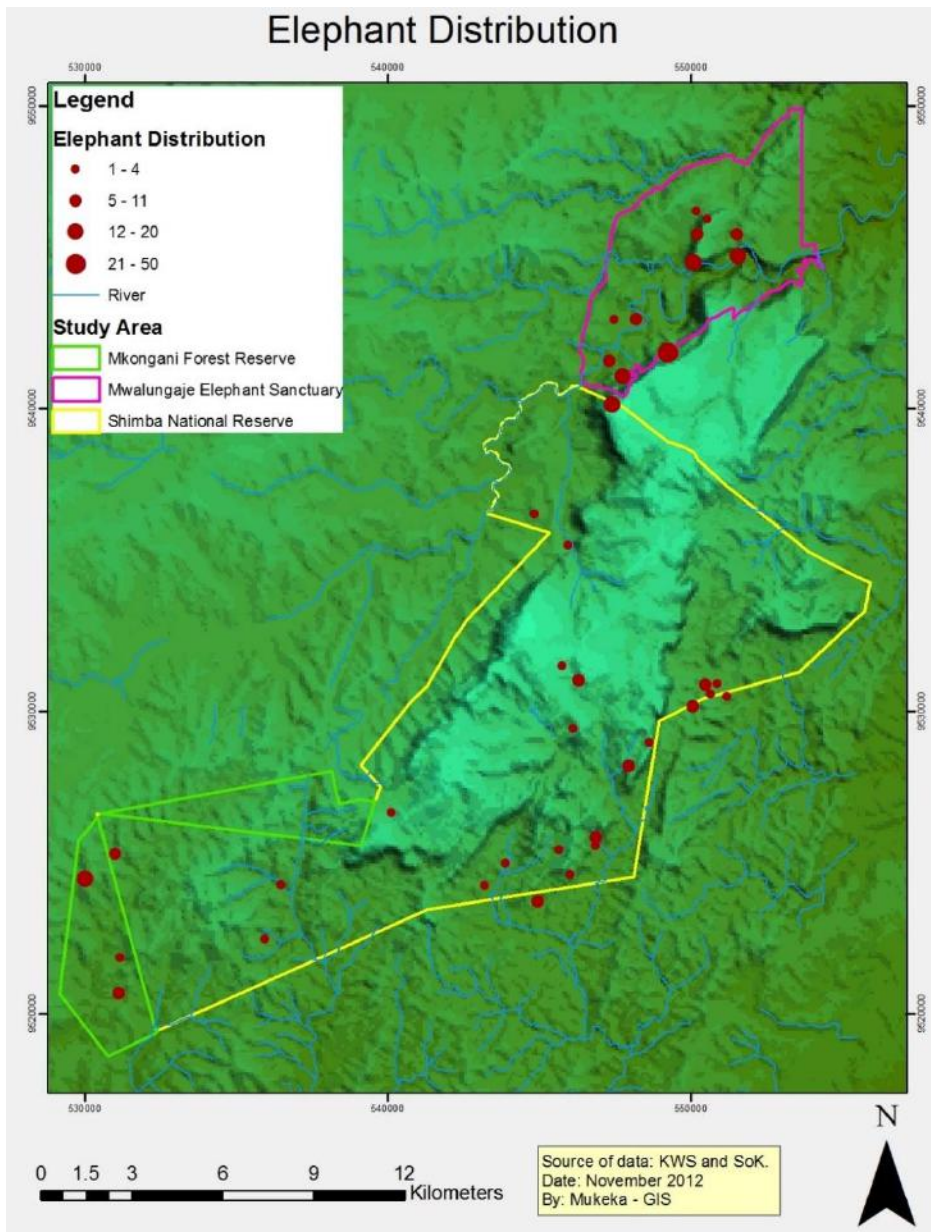 Elephant Distribution
530000
540000
550000
Legend
Elephant Distribution
1 - 4
5 - 11
12 - 20
21 - 50
River
Study Area
Mkongani Forest Reserve
Mwalungaje Elephant Sanctuary
Shimba National Reserve
9550000
9550000
9540000
9540000
9530000
9530000
9520000
9520000
530000
540000
550000
N
0 1.5 3 6 9 12
Kilometers
Source of data: KWS and SoK.
Date: November 2012
By: Mukeka - GIS